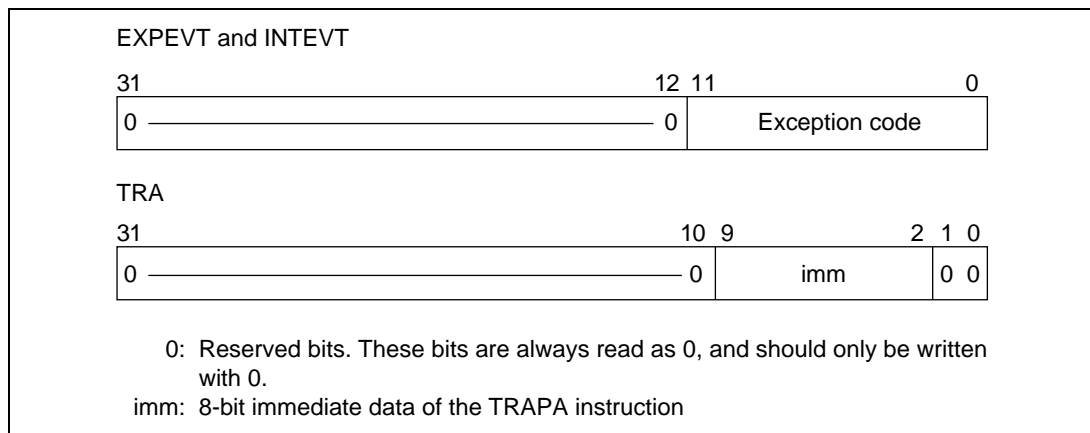 EXPEVT and INTEVT
31 12 11 0
0 0 Exception code
TRA
31 10 9 2 1 0
0 0 imm 0 0
0: Reserved bits. These bits are always read as 0, and should only be written
with 0.
imm: 8-bit immediate data of the TRAPA instruction